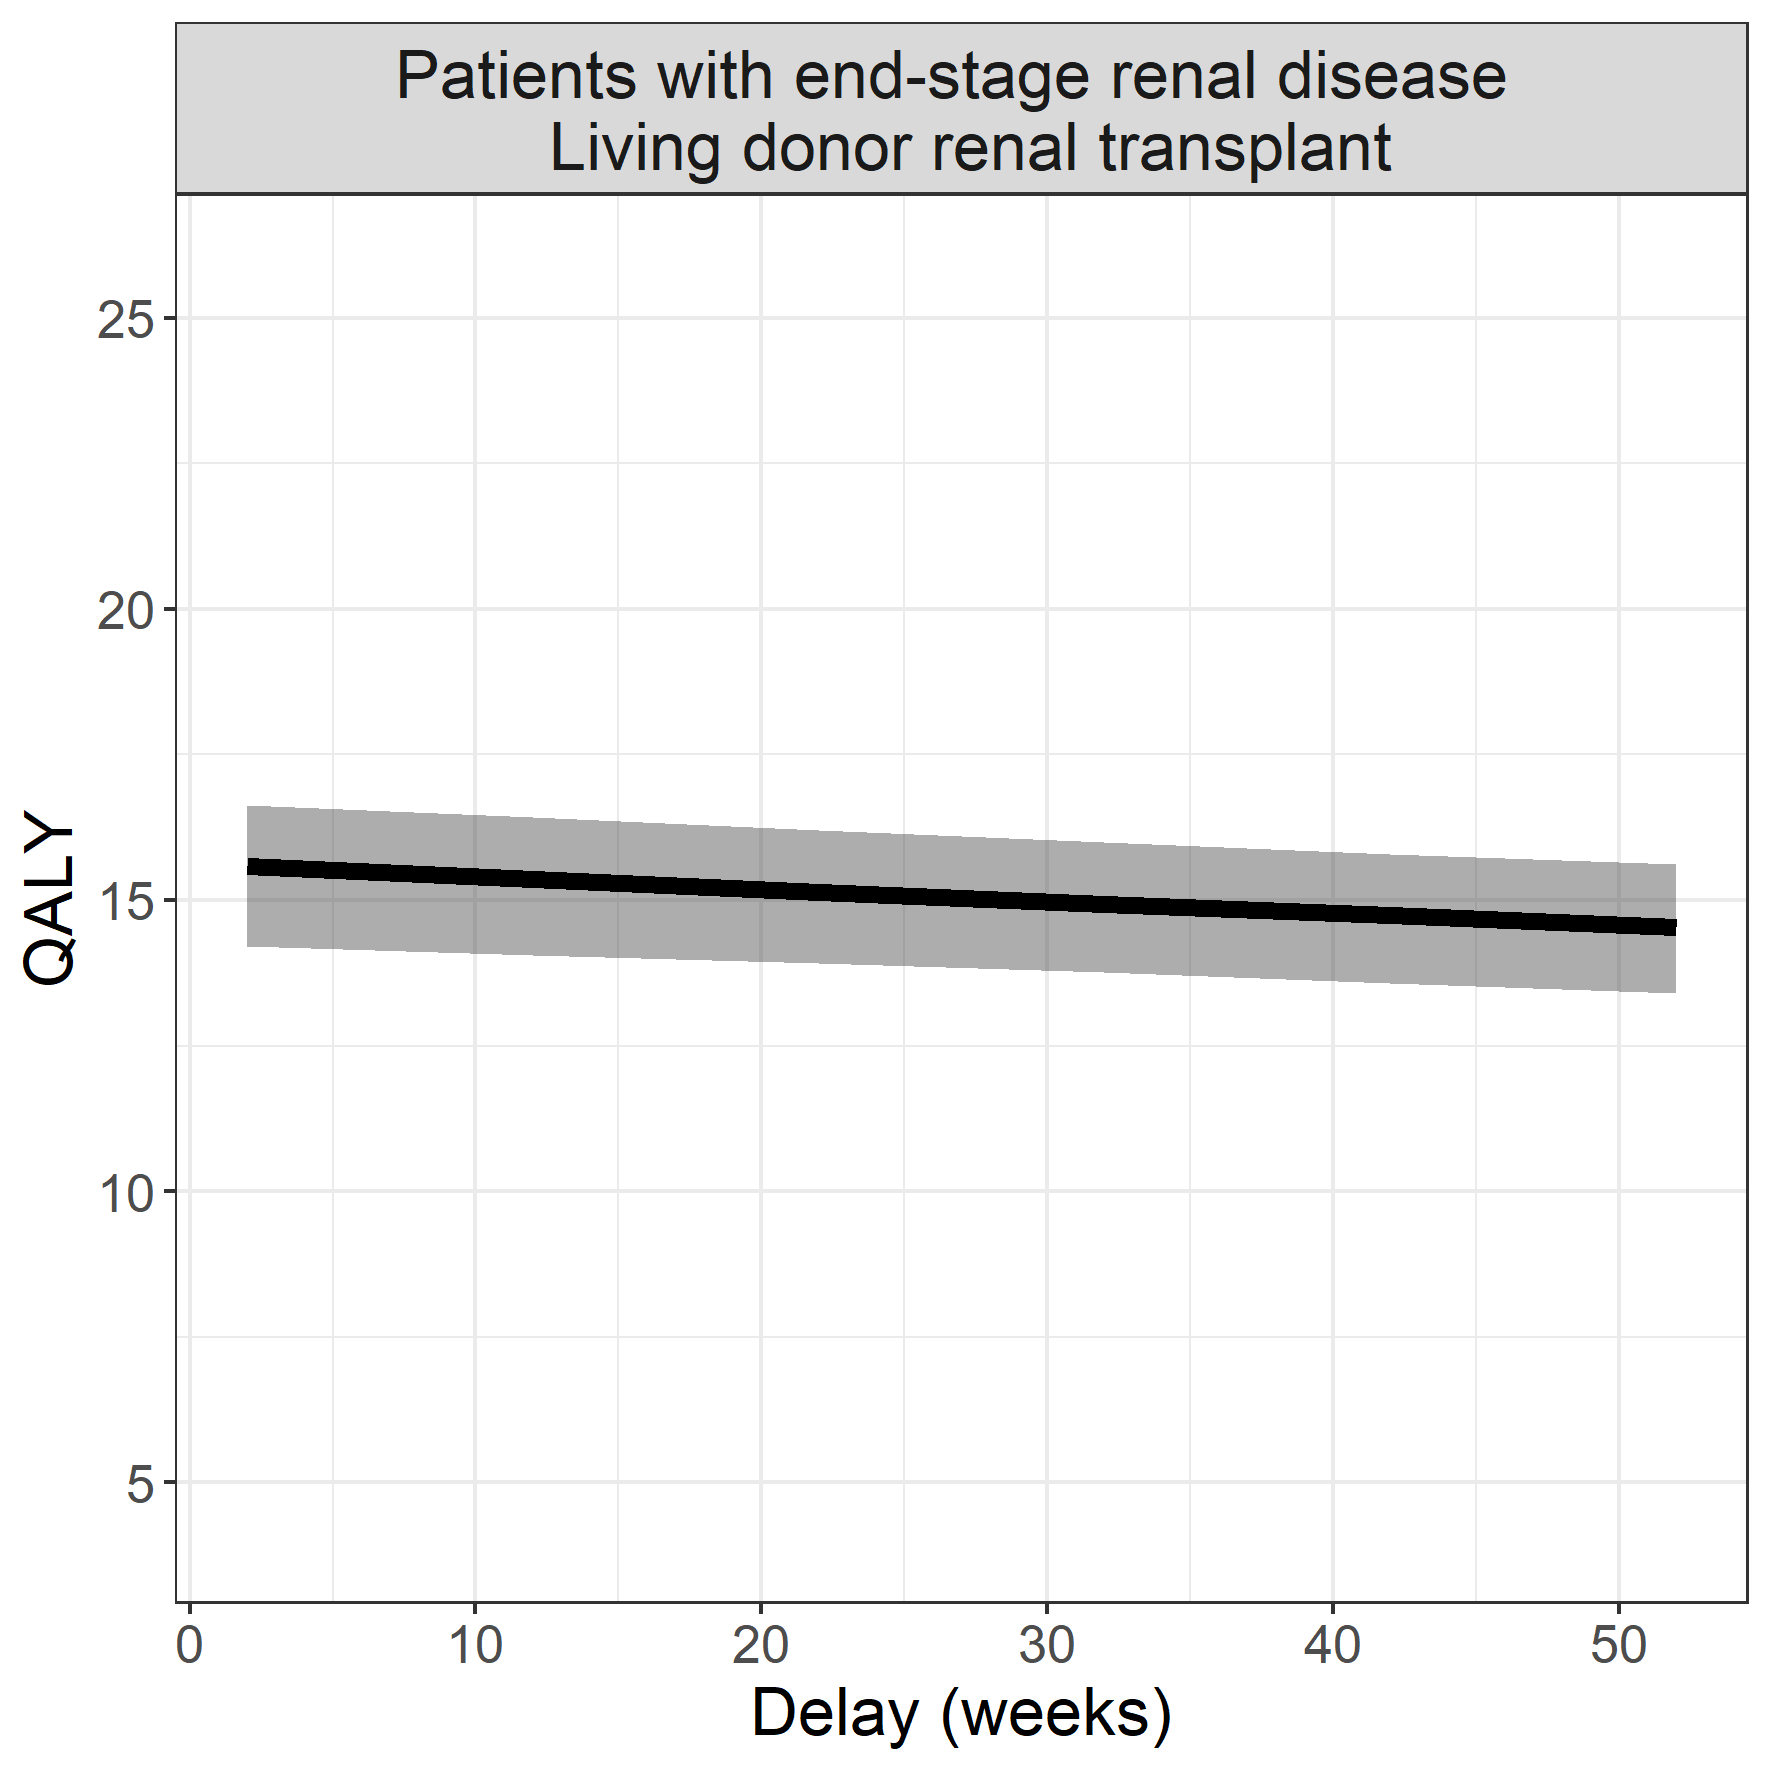 Patients with end-stage renal disease
Living donor renal transplant
25
20
15
10
5
QALY
0 10 20 30 40 50
Delay (weeks)